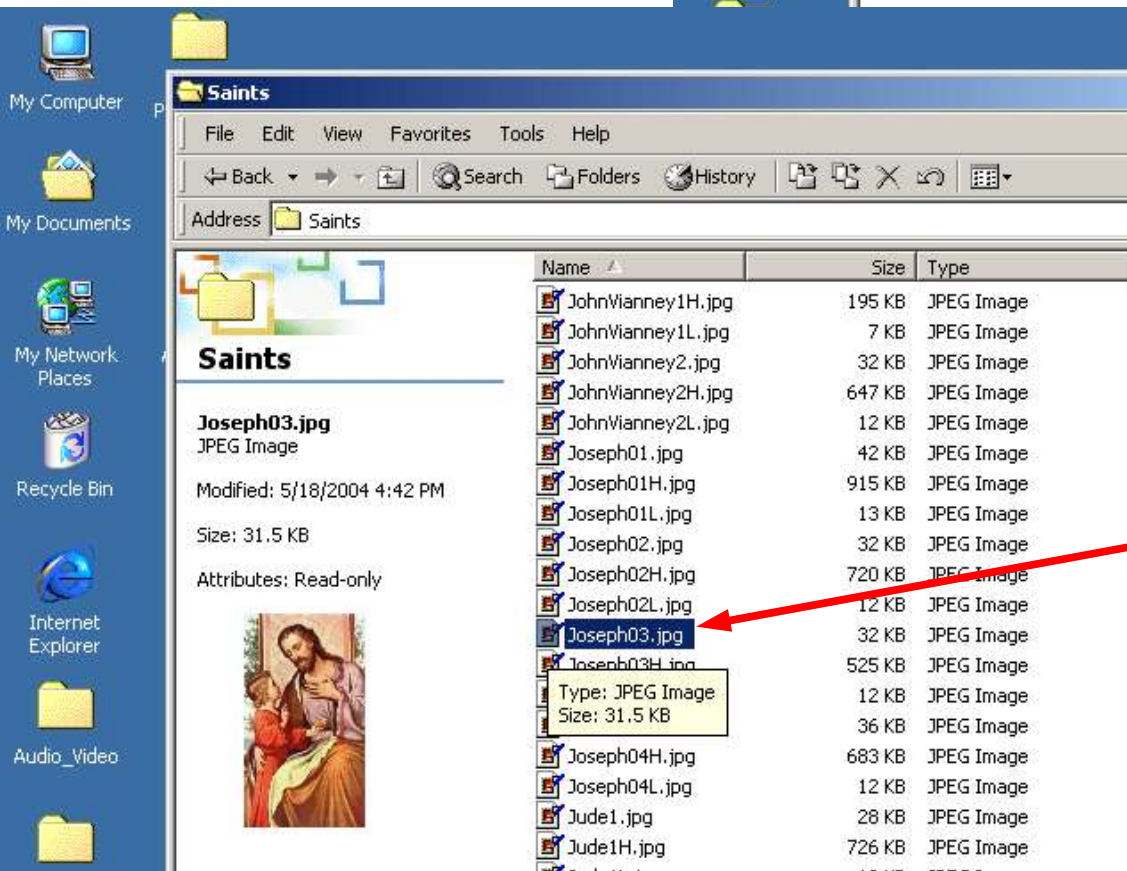 My Computer
My Documents
My Network
Places
Recycle Bin
Internet
Explorer
Audio_Video
P
Saints
File Edit View Favorites Tools Help
Back Search Folders History
Address Saints
Saints
Joseph03.jpg
JPEG Image
Modified: 5/18/2004 4:42 PM
Size: 31.5 KB
Attributes: Read-only
Name Size Type
JohnVianney1H.jpg 195 KB JPEG Image
JohnVianney1L.jpg 7 KB JPEG Image
JohnVianney2.jpg 32 KB JPEG Image
JohnVianney2H.jpg 647 KB JPEG Image
JohnVianney2L.jpg 12 KB JPEG Image
Joseph01.jpg 42 KB JPEG Image
Joseph01H.jpg 915 KB JPEG Image
Joseph01L.jpg 13 KB JPEG Image
Joseph02.jpg 32 KB JPEG Image
Joseph02H.jpg 720 KB JPEG Image
Joseph02L.jpg 12 KB JPEG Image
Joseph03.jpg 32 KB JPEG Image
Joseph03H.jpg 525 KB JPEG Image
12 KB JPEG Image
36 KB JPEG Image
Type: JPEG Image
Size: 31.5 KB
Joseph04H.jpg 683 KB JPEG Image
Joseph04L.jpg 12 KB JPEG Image
Jude1.jpg 28 KB JPEG Image
Jude1H.jpg 726 KB JPEG Image